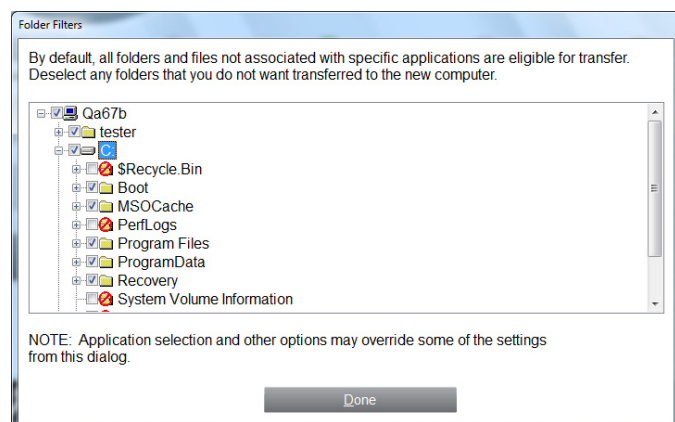 Folder Filters
By default, all folders and files not associated with specific applications are eligible for transfer.
Deselect any folders that you do not want transferred to the new computer.
Qa67b
tester
C:
$Recycle.Bin
Boot
MSOCache
PerfLogs
Program Files
ProgramData
Recovery
System Volume Information
NOTE:  Application selection and other options may override some of the settings
from this dialog.
Done